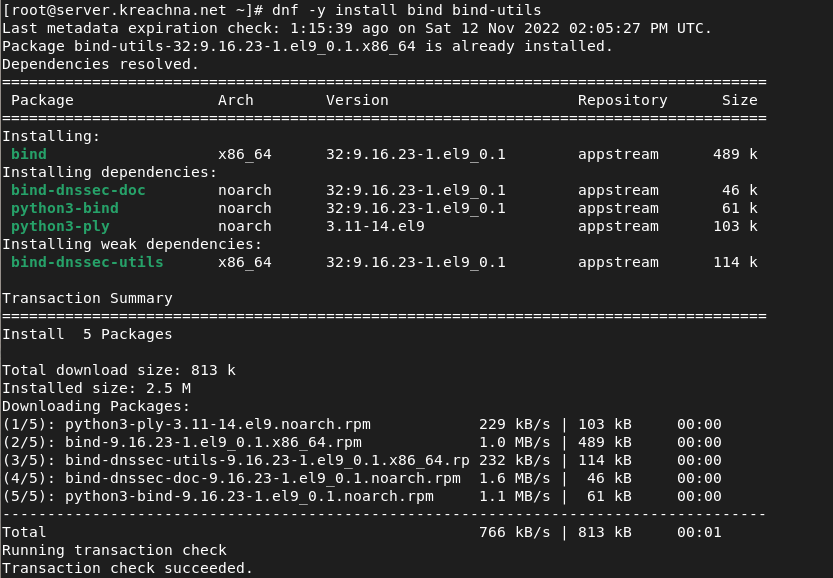 [root@server.kreachna.net ~]# dnf -y install bind bind-utils
Last metadata expiration check: 1:15:39 ago on Sat 12 Nov 2022 02:05:27 PM UTC.
Package bind-utils-32:9.16.23-1.el9_0.1.x86_64 is already installed.
Dependencies resolved.
=====================================================================================
 Package                Arch      Version                     Repository      Size
=====================================================================================
Installing:
 bind                   x86_64      32:9.16.23-1.el9_0.1        appstream      489 k
Installing dependencies:
 bind-dnssec-doc        noarch      32:9.16.23-1.el9_0.1        appstream       46 k
 python3-bind           noarch      32:9.16.23-1.el9_0.1        appstream       61 k
 python3-ply            noarch      3.11-14.el9                 appstream      103 k
Installing weak dependencies:
 bind-dnssec-utils      x86_64      32:9.16.23-1.el9_0.1        appstream      114 k
Transaction Summary
=====================================================================================
Install  5 Packages
Total download size: 813 k
Installed size: 2.5 M
Downloading Packages:
(1/5): python3-ply-3.11-14.el9.noarch.rpm            229 kB/s | 103 kB     00:00
(2/5): bind-9.16.23-1.el9_0.1.x86_64.rpm             1.0 MB/s | 489 kB     00:00
(3/5): bind-dnssec-utils-9.16.23-1.el9_0.1.x86_64.rp 232 kB/s | 114 kB     00:00
(4/5): bind-dnssec-doc-9.16.23-1.el9_0.1.noarch.rpm  1.6 MB/s |  46 kB     00:00
(5/5): python3-bind-9.16.23-1.el9_0.1.noarch.rpm     1.1 MB/s |  61 kB     00:00
-------------------------------------------------------------------------------------
Total                                                766 kB/s | 813 kB     00:01
Running transaction check
Transaction check succeeded.